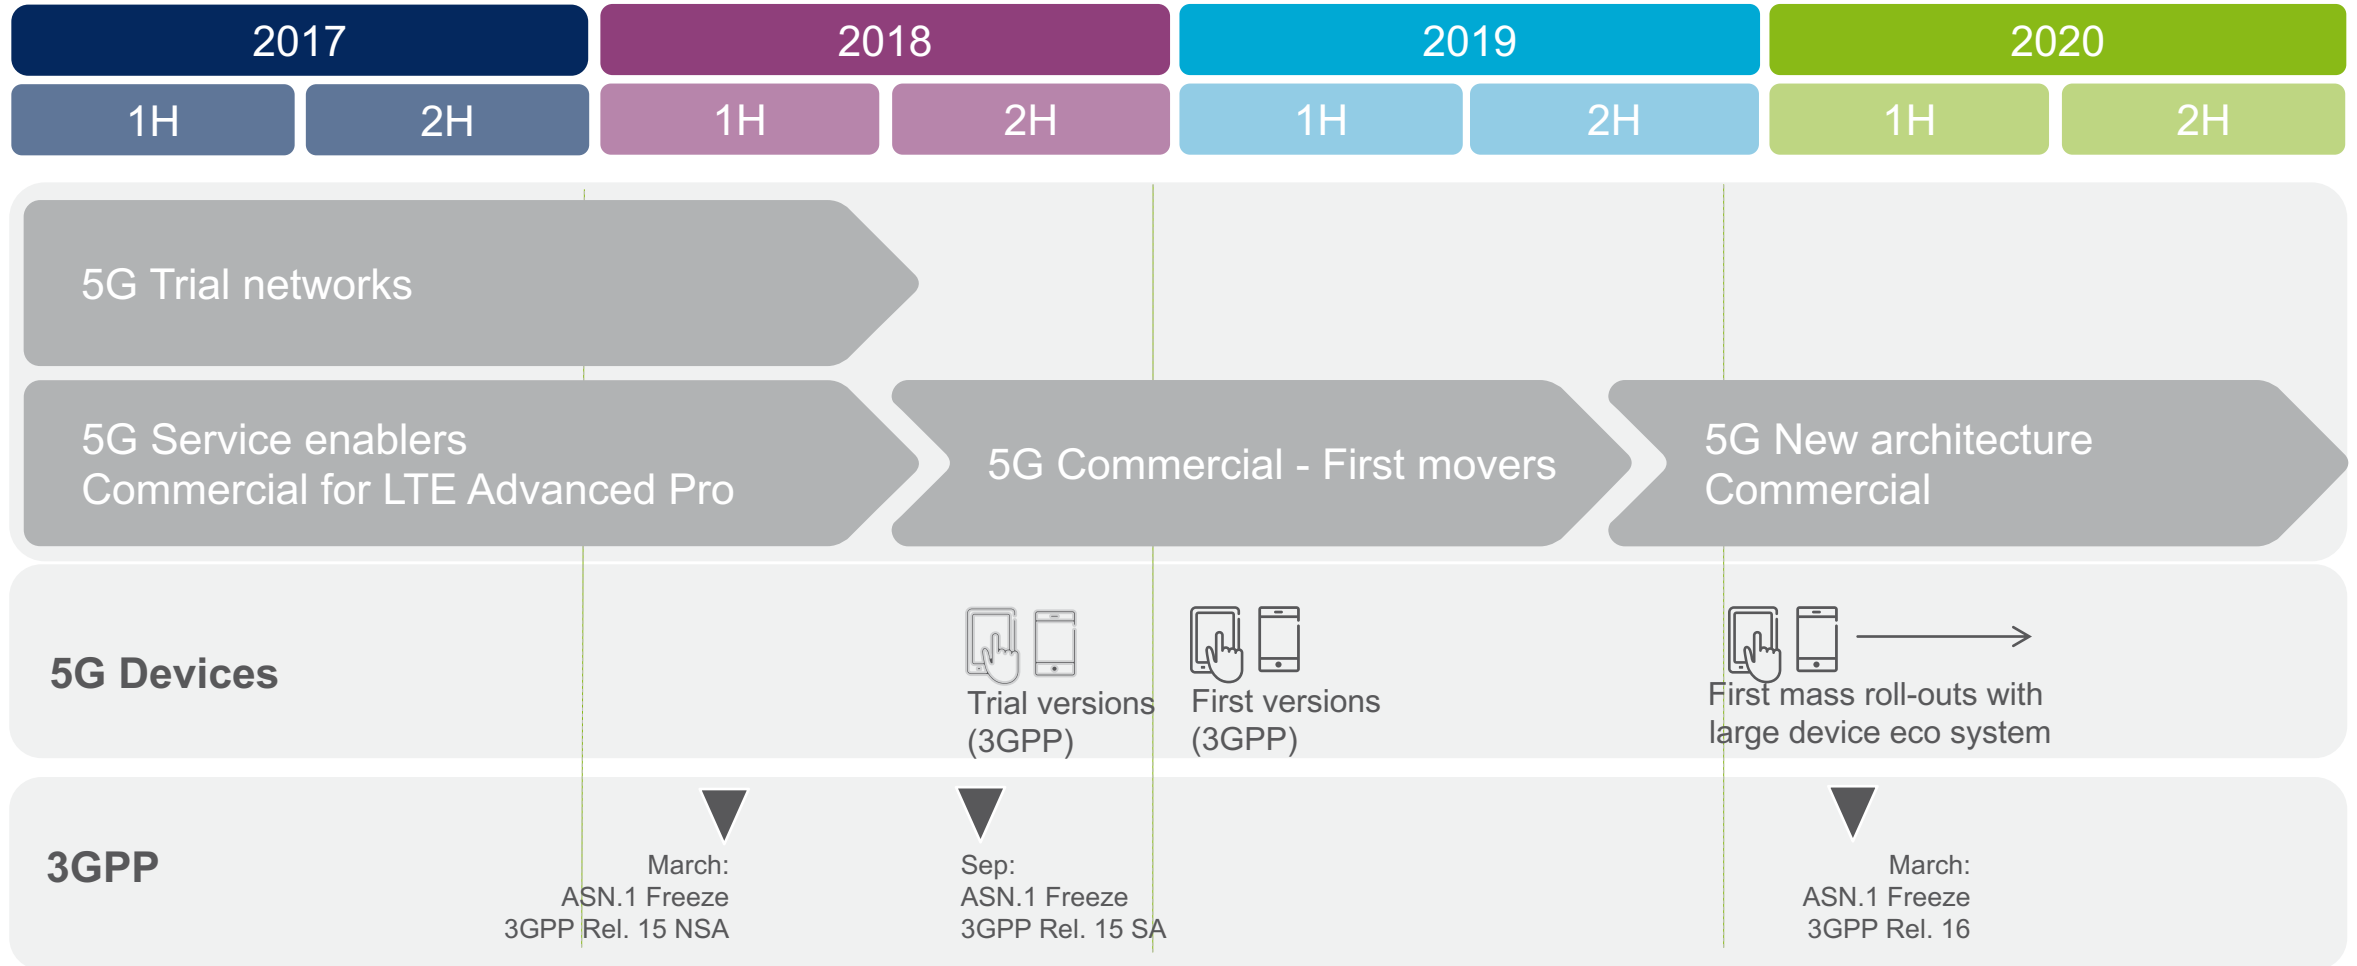 2017
2018
2019
2020
1H
2H
1H
2H
1H
2H
1H
2H
5G Trial networks
5G Service enablers
Commercial for LTE Advanced Pro
5G Commercial - First movers
5G New architecture
Commercial
5G Devices
Trial versions
(3GPP)
First versions
(3GPP)
First mass roll-outs with
large device eco system
3GPP
March:
ASN.1 Freeze
3GPP Rel. 15 NSA
Sep:
ASN.1 Freeze
3GPP Rel. 15 SA
March:
ASN.1 Freeze
3GPP Rel. 16